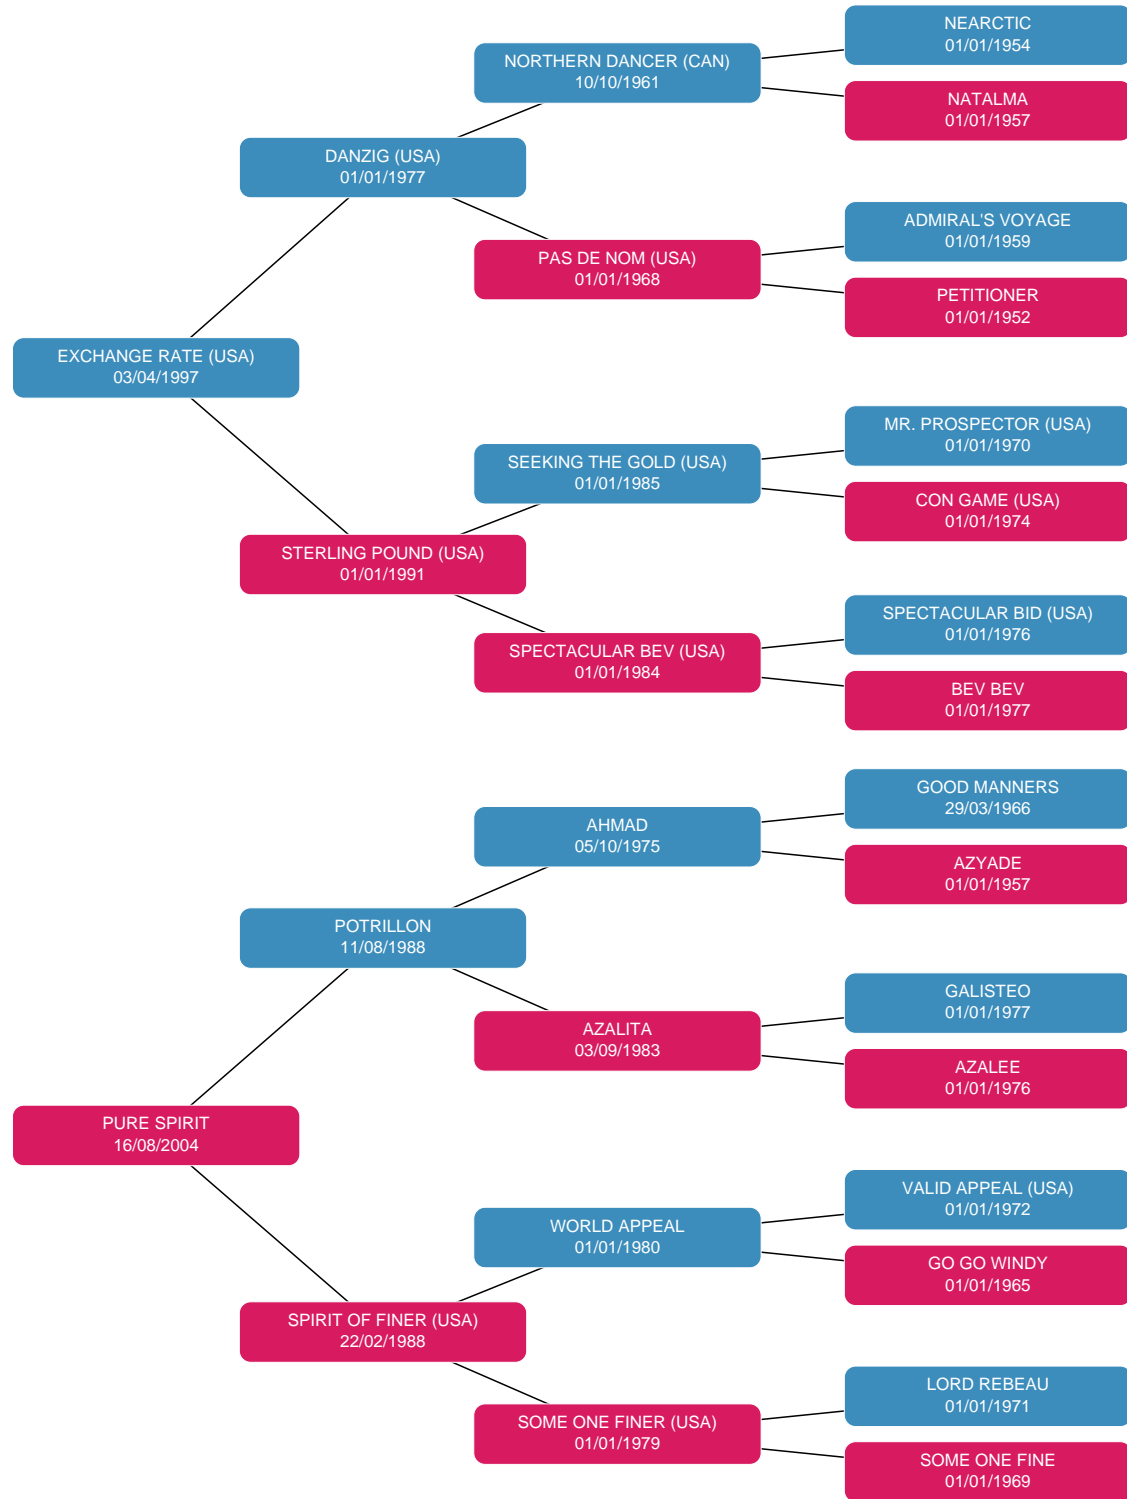 NEARCTIC
01/01/1954
NORTHERN DANCER (CAN)
10/10/1961
NATALMA
01/01/1957
DANZIG (USA)
01/01/1977
ADMIRAL'S VOYAGE
01/01/1959
PAS DE NOM (USA)
01/01/1968
PETITIONER
01/01/1952
EXCHANGE RATE (USA)
03/04/1997
MR. PROSPECTOR (USA)
01/01/1970
SEEKING THE GOLD (USA)
01/01/1985
CON GAME (USA)
01/01/1974
STERLING POUND (USA)
01/01/1991
SPECTACULAR BID (USA)
01/01/1976
SPECTACULAR BEV (USA)
01/01/1984
BEV BEV
01/01/1977
GOOD MANNERS
29/03/1966
AHMAD
05/10/1975
AZYADE
01/01/1957
POTRILLON
11/08/1988
GALISTEO
01/01/1977
AZALITA
03/09/1983
AZALEE
01/01/1976
PURE SPIRIT
16/08/2004
VALID APPEAL (USA)
01/01/1972
WORLD APPEAL
01/01/1980
GO GO WINDY
01/01/1965
SPIRIT OF FINER (USA)
22/02/1988
LORD REBEAU
01/01/1971
SOME ONE FINER (USA)
01/01/1979
SOME ONE FINE
01/01/1969